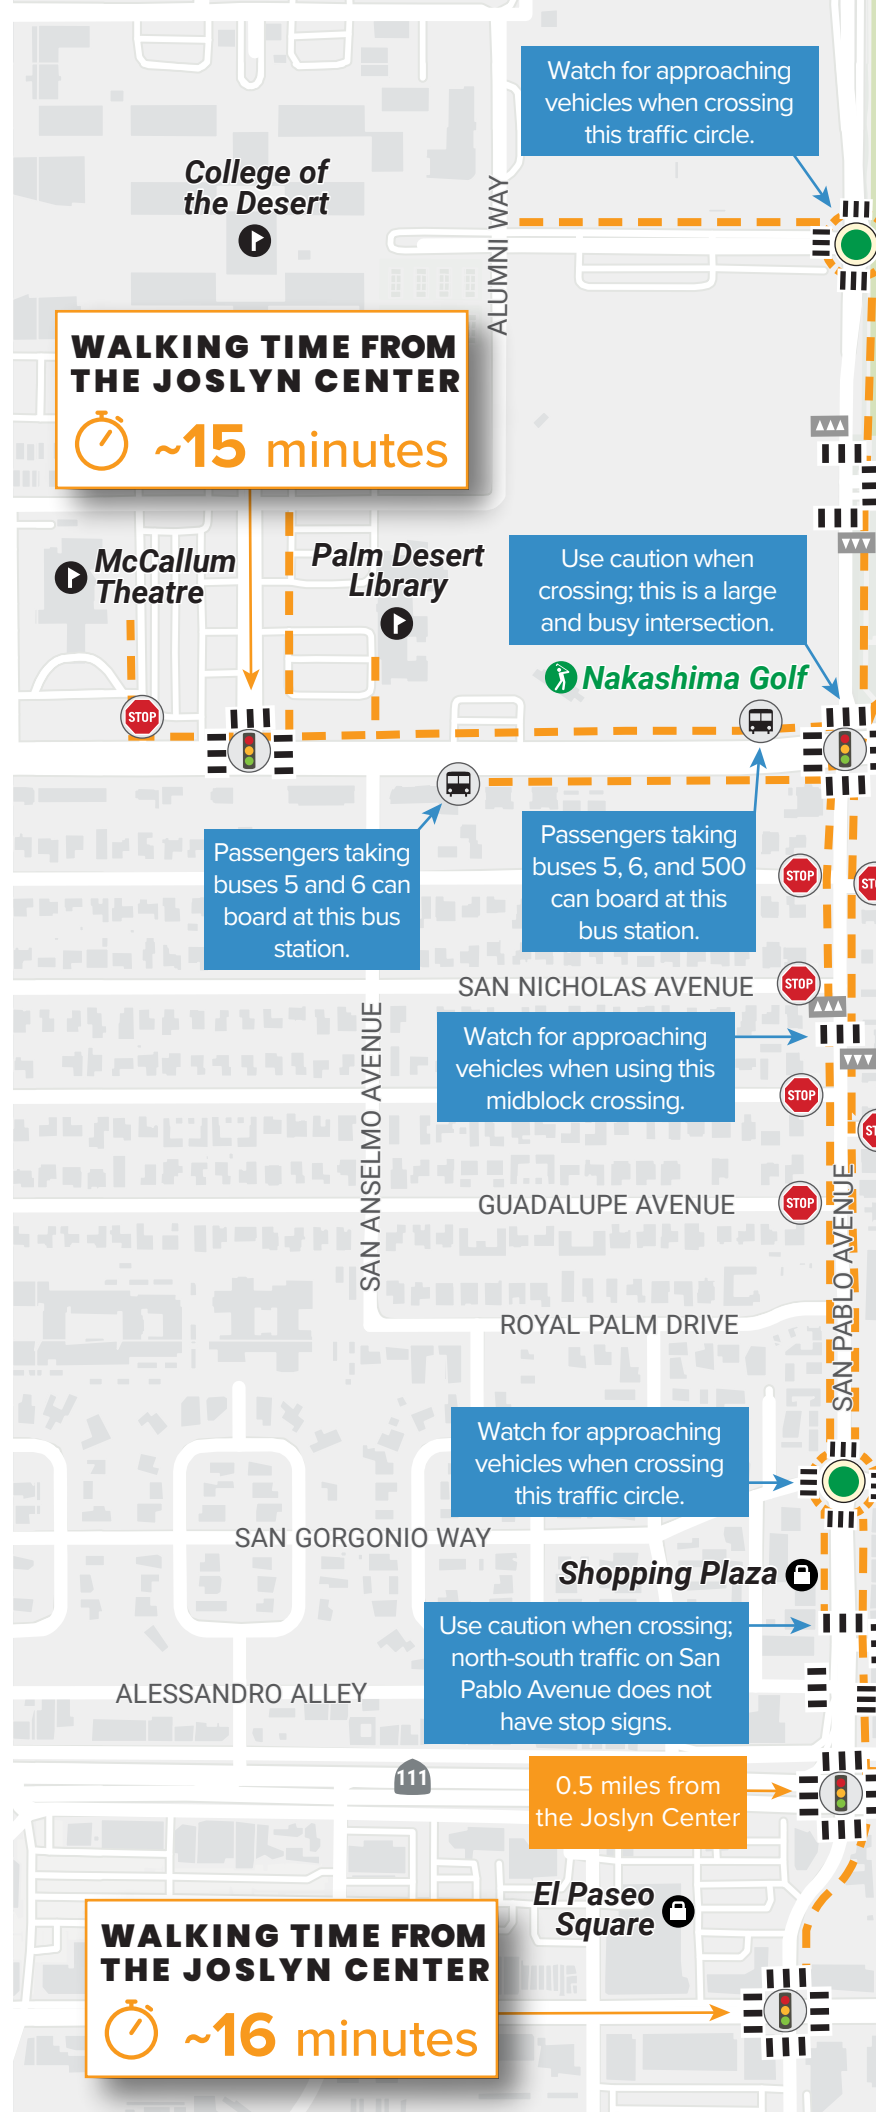 Watch for approaching
vehicles when crossing
this traffic circle.
College of
the Desert
ALUMNI WAY
WALKING TIME FROM
THE JOSLYN CENTER
~15 minutes
McCallum
Theatre
Palm Desert
Library
Use caution when
crossing; this is a large
and busy intersection.
Nakashima Golf
STOP
Passengers taking
buses 5 and 6 can
board at this bus
station.
Passengers taking
buses 5, 6, and 500
can board at this
bus station.
STOP
ST
SAN NICHOLAS AVENUE
STOP
SAN ANSELMO AVENUE
Watch for approaching
vehicles when using this
midblock crossing.
STOP
ST
GUADALUPE AVENUE
STOP
SAN PABLO AVENUE
ROYAL PALM DRIVE
Watch for approaching
vehicles when crossing
this traffic circle.
SAN GORGONIO WAY
Shopping Plaza
Use caution when crossing;
north-south traffic on San
Pablo Avenue does not
have stop signs.
ALESSANDRO ALLEY
111
0.5 miles from
the Joslyn Center
El Paseo
Square
WALKING TIME FROM
THE JOSLYN CENTER
~16 minutes